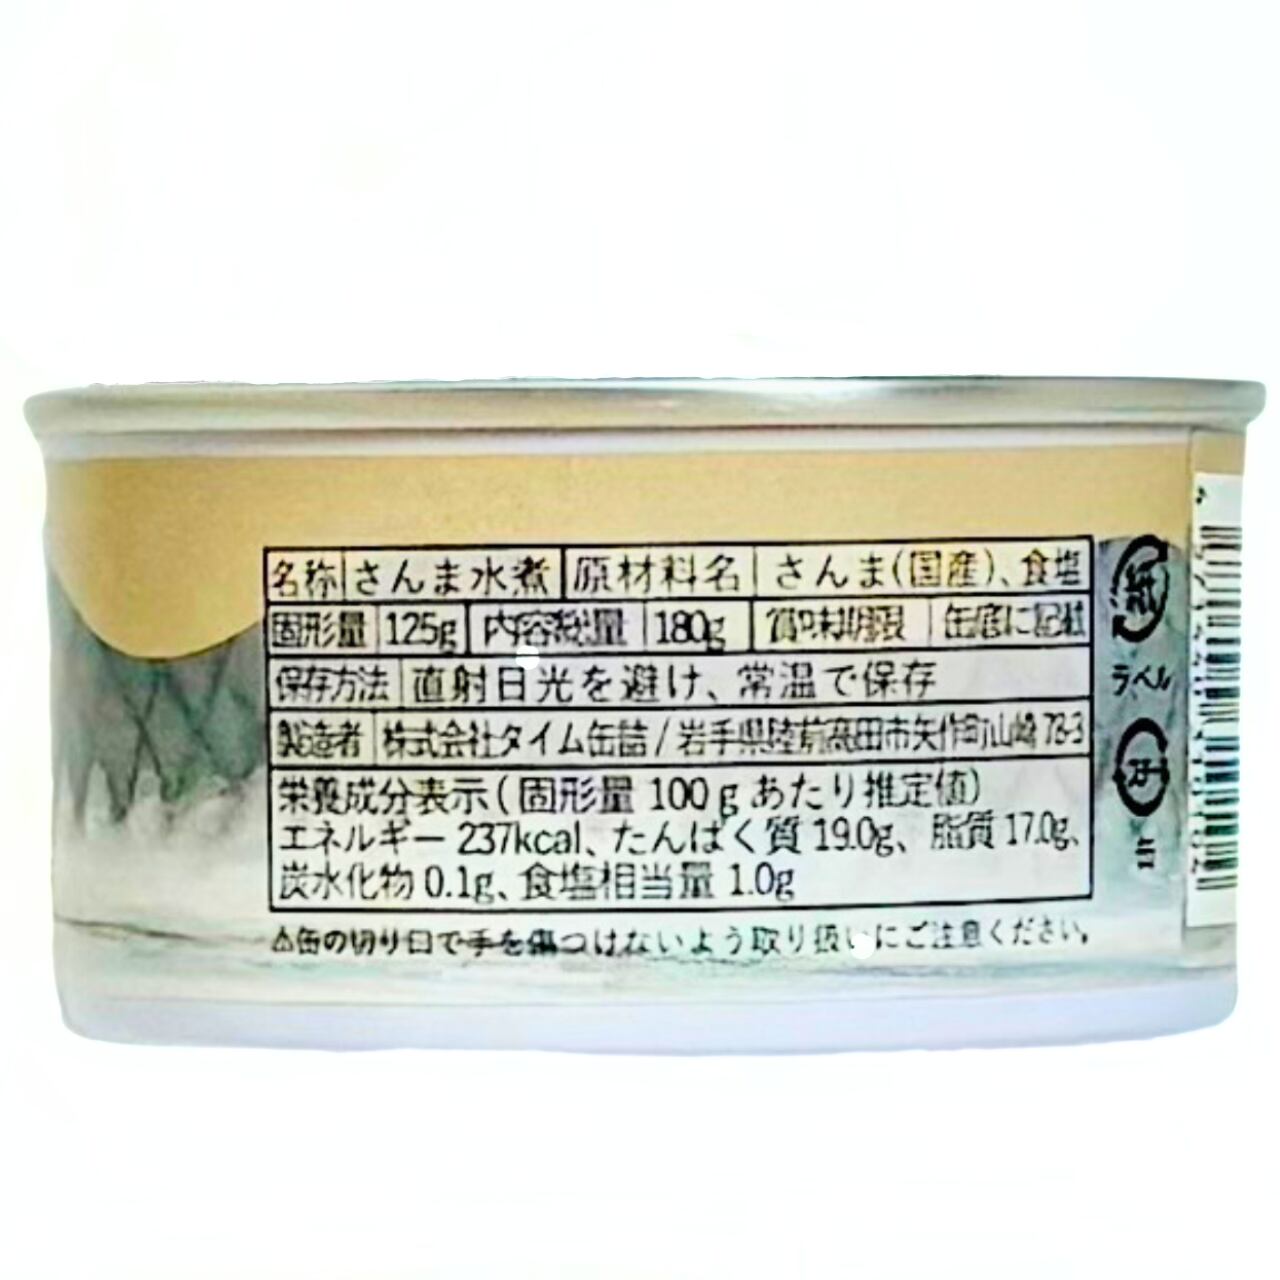 名称 さんま水煮 原材料名 さんま(国産)、食塩
固形量 125g 内容総量 180g 賞味期限 缶底に記載
保存方法 直射日光を避け、常温で保存
製造者 株式会社タイム缶詰/岩手県陸前高田市矢作町字山崎73-3
栄養成分表示(固形量100gあたり推定値)
エネルギー 237kcal、たんぱく質 19.0g、脂質 17.0g、
炭水化物 0.1g、食塩相当量 1.0g
⚠缶の切り口で手を傷つけないよう取り扱いにご注意ください。
紙
ラベル